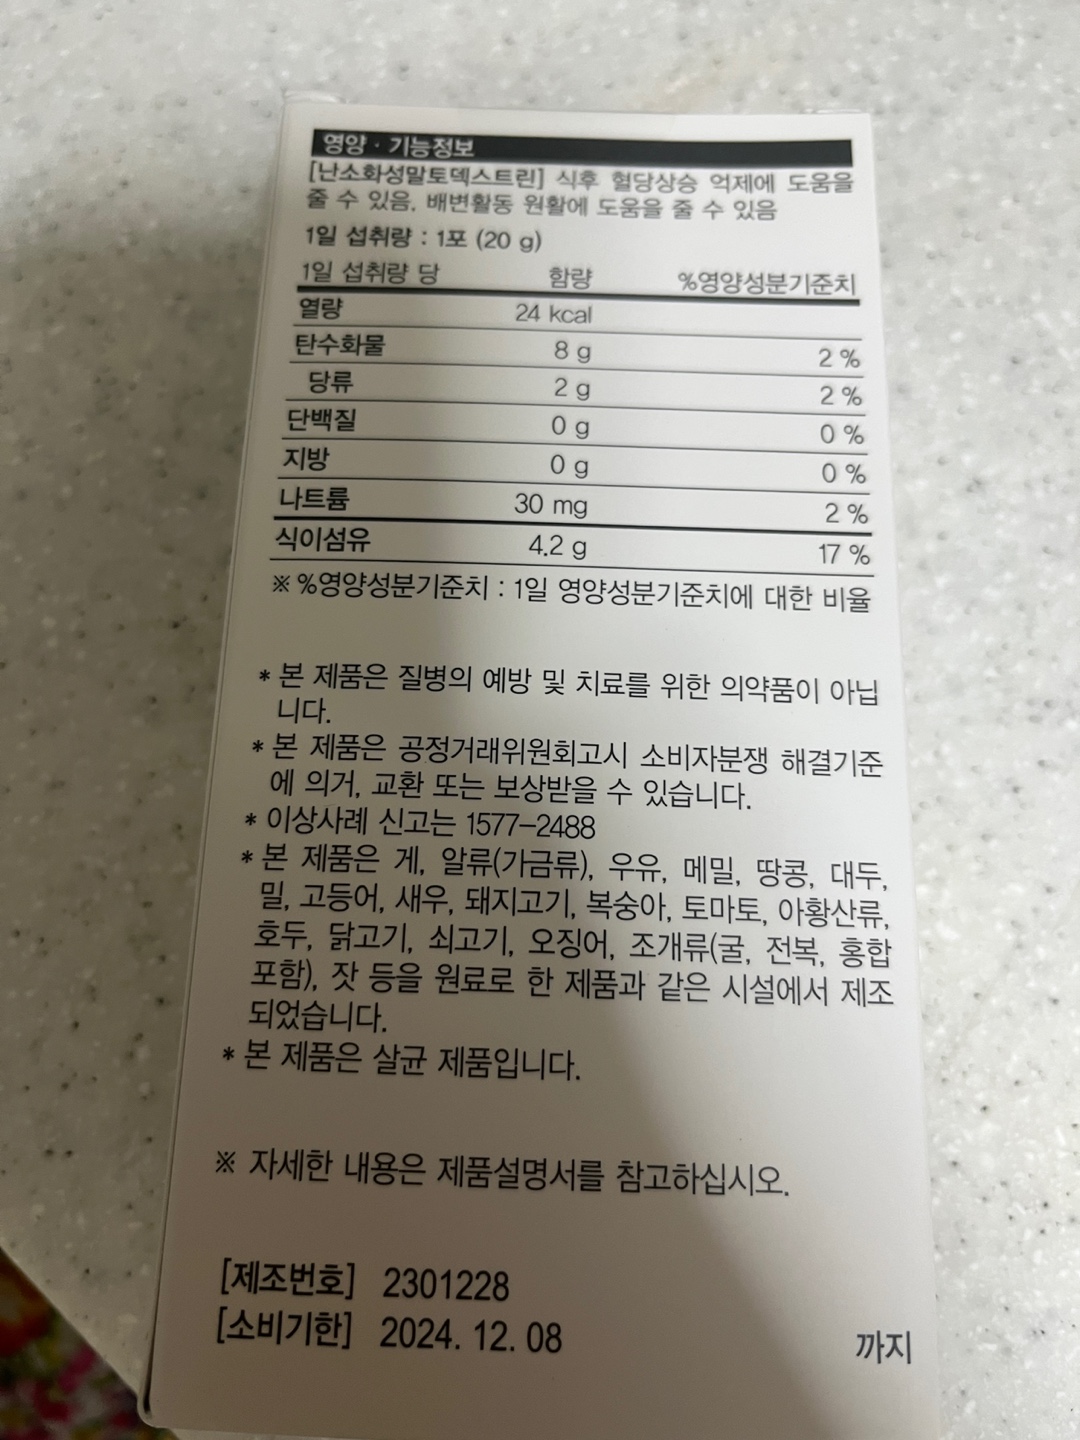 영양 · 기능정보
[난소화성말토덱스트린] 식후 혈당상승 억제에 도움을
줄 수 있음, 배변활동 원활에 도움을 줄 수 있음
1일 섭취량 : 1포 (20 g)
1일 섭취량 당 함량 %영양성분기준치
열량 24 kcal
탄수화물 8 g 2 %
당류 2 g 2 %
단백질 0 g 0 %
지방 0 g 0 %
나트륨 30 mg 2 %
식이섬유 4.2 g 17 %
※ %영양성분기준치 : 1일 영양성분기준치에 대한 비율
* 본 제품은 질병의 예방 및 치료를 위한 의약품이 아닙
니다.
* 본 제품은 공정거래위원회고시 소비자분쟁 해결기준
에 의거, 교환 또는 보상받을 수 있습니다.
* 이상사례 신고는 1577-2488
* 본 제품은 게, 알류(가금류), 우유, 메밀, 땅콩, 대두,
밀, 고등어, 새우, 돼지고기, 복숭아, 토마토, 아황산류,
호두, 닭고기, 쇠고기, 오징어, 조개류(굴, 전복, 홍합
포함), 잣 등을 원료로 한 제품과 같은 시설에서 제조
되었습니다.
* 본 제품은 살균 제품입니다.
※ 자세한 내용은 제품설명서를 참고하십시오.
[제조번호] 2301228
[소비기한] 2024. 12. 08 까지